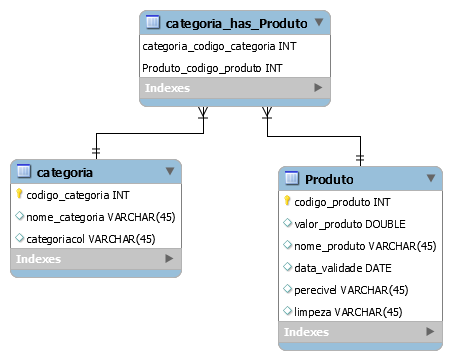 categoria_has_Produto
categoria_codigo_categoria INT
Produto_codigo_produto INT
Indexes
categoria
codigo_categoria INT
nome_categoria VARCHAR(45)
categoriacol VARCHAR(45)
Indexes
Produto
codigo_produto INT
valor_produto DOUBLE
nome_produto VARCHAR(45)
data_validade DATE
perecivel VARCHAR(45)
limpeza VARCHAR(45)
Indexes